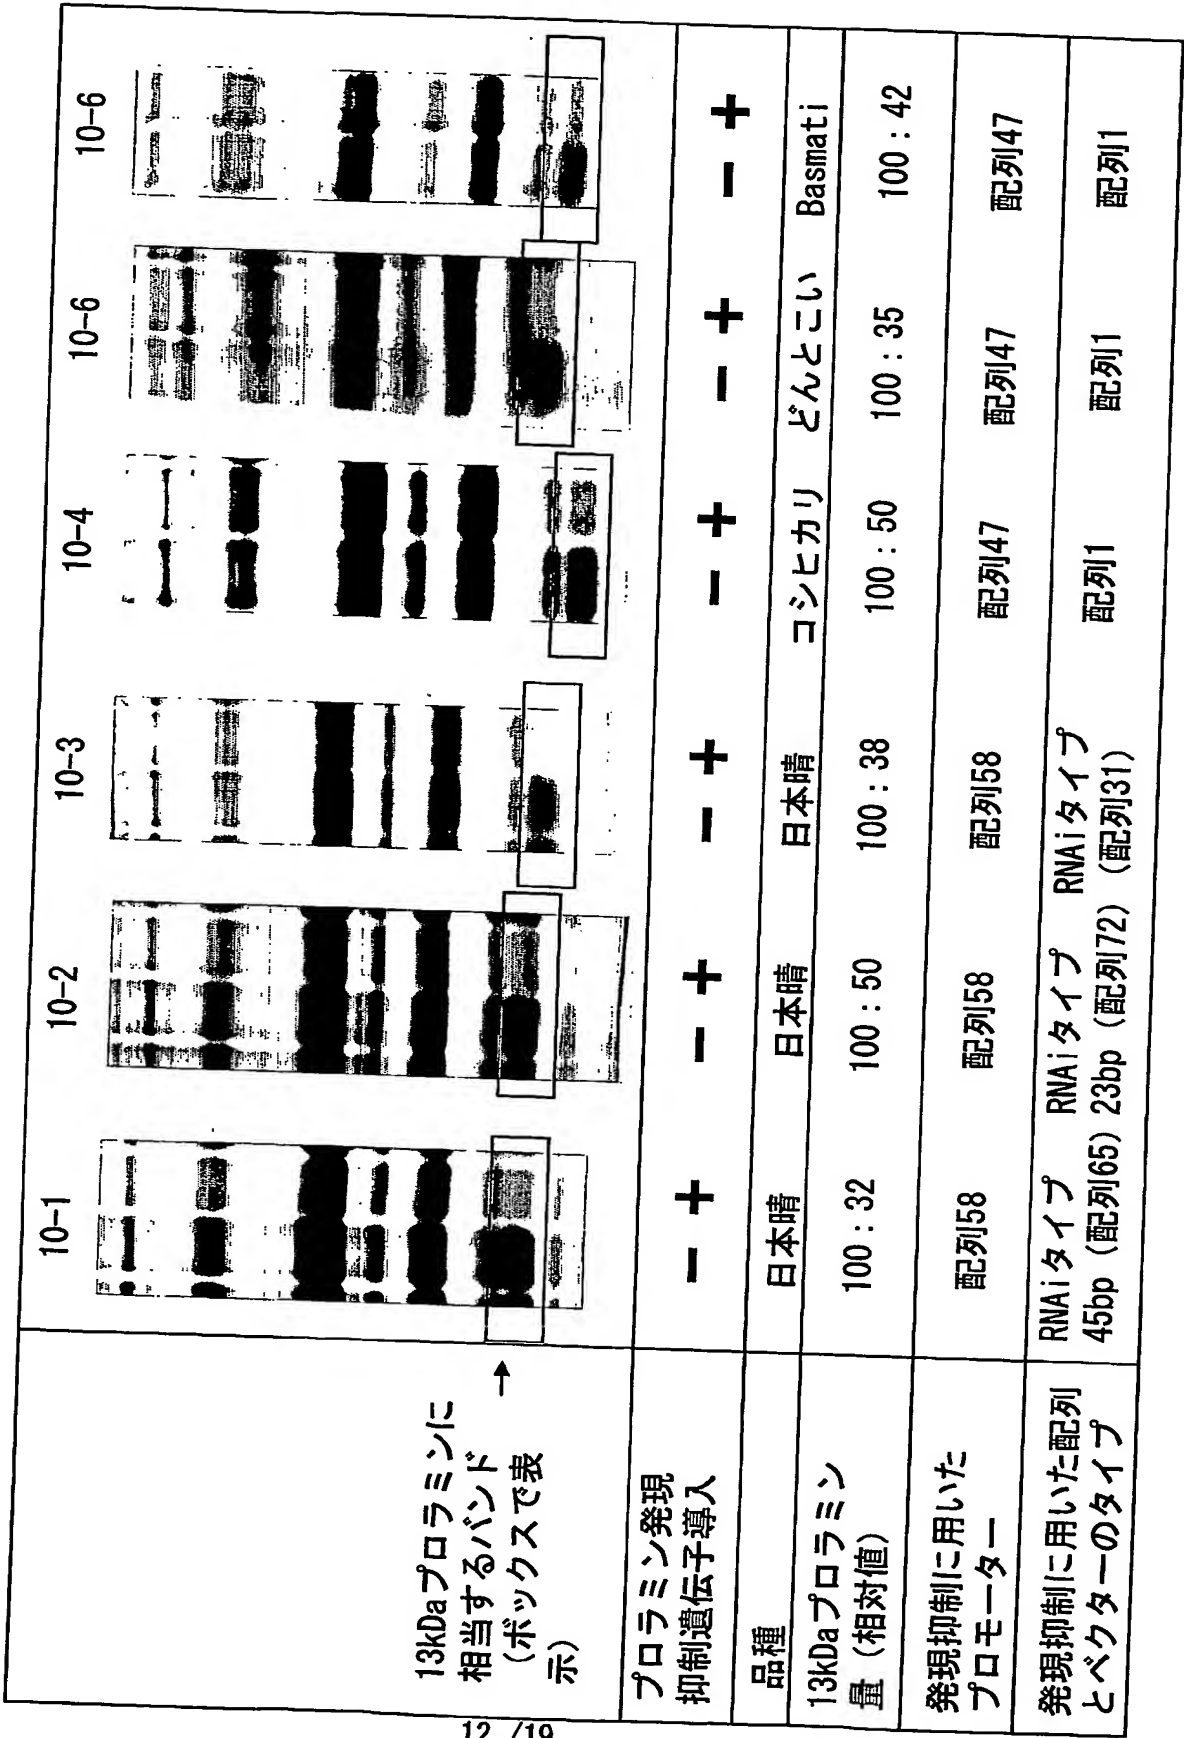 10-1 10-2 10-3 10-4 10-6 10-6
13kDaプロラミンに
相当するバンド →
(ボックスで表
示)
プロラミン発現
抑制遺伝子導入
− + − + − + − + − + − +
品種 日本晴 日本晴 日本晴 コシヒカリ どんとこい Basmati
13kDaプロラミン
量 (相対値)
100 : 32 100 : 50 100 : 38 100 : 50 100 : 35 100 : 42
発現抑制に用いた
プロモーター
配列58 配列58 配列58 配列47 配列47 配列47
発現抑制に用いた配列
とベクターのタイプ
RNAiタイプ RNAiタイプ RNAiタイプ 配列1 配列1 配列1
45bp (配列65) 23bp (配列72) (配列31)
12 /19